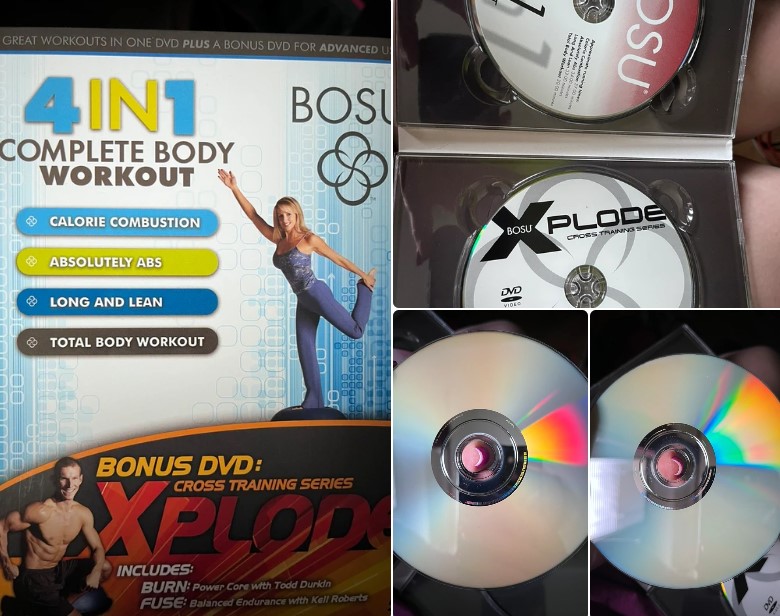 GREAT WORKOUTS IN ONE DVD PLUS A BONUS DVD FOR ADVANCED
4IN1
COMPLETE BODY
WORKOUT
BOSU
CALORIE COMBUSTION
ABSOLUTELY ABS
LONG AND LEAN
TOTAL BODY WORKOUT
BONUS DVD:
CROSS TRAINING SERIES
XPLODE
INCLUDES:
BURN: Power Core with Todd Durkin
FUSE: Balanced Endurance with Keli Roberts
BOSU
BOSU
XPLODE
CROSS TRAINING SERIES
DVD
VIDEO